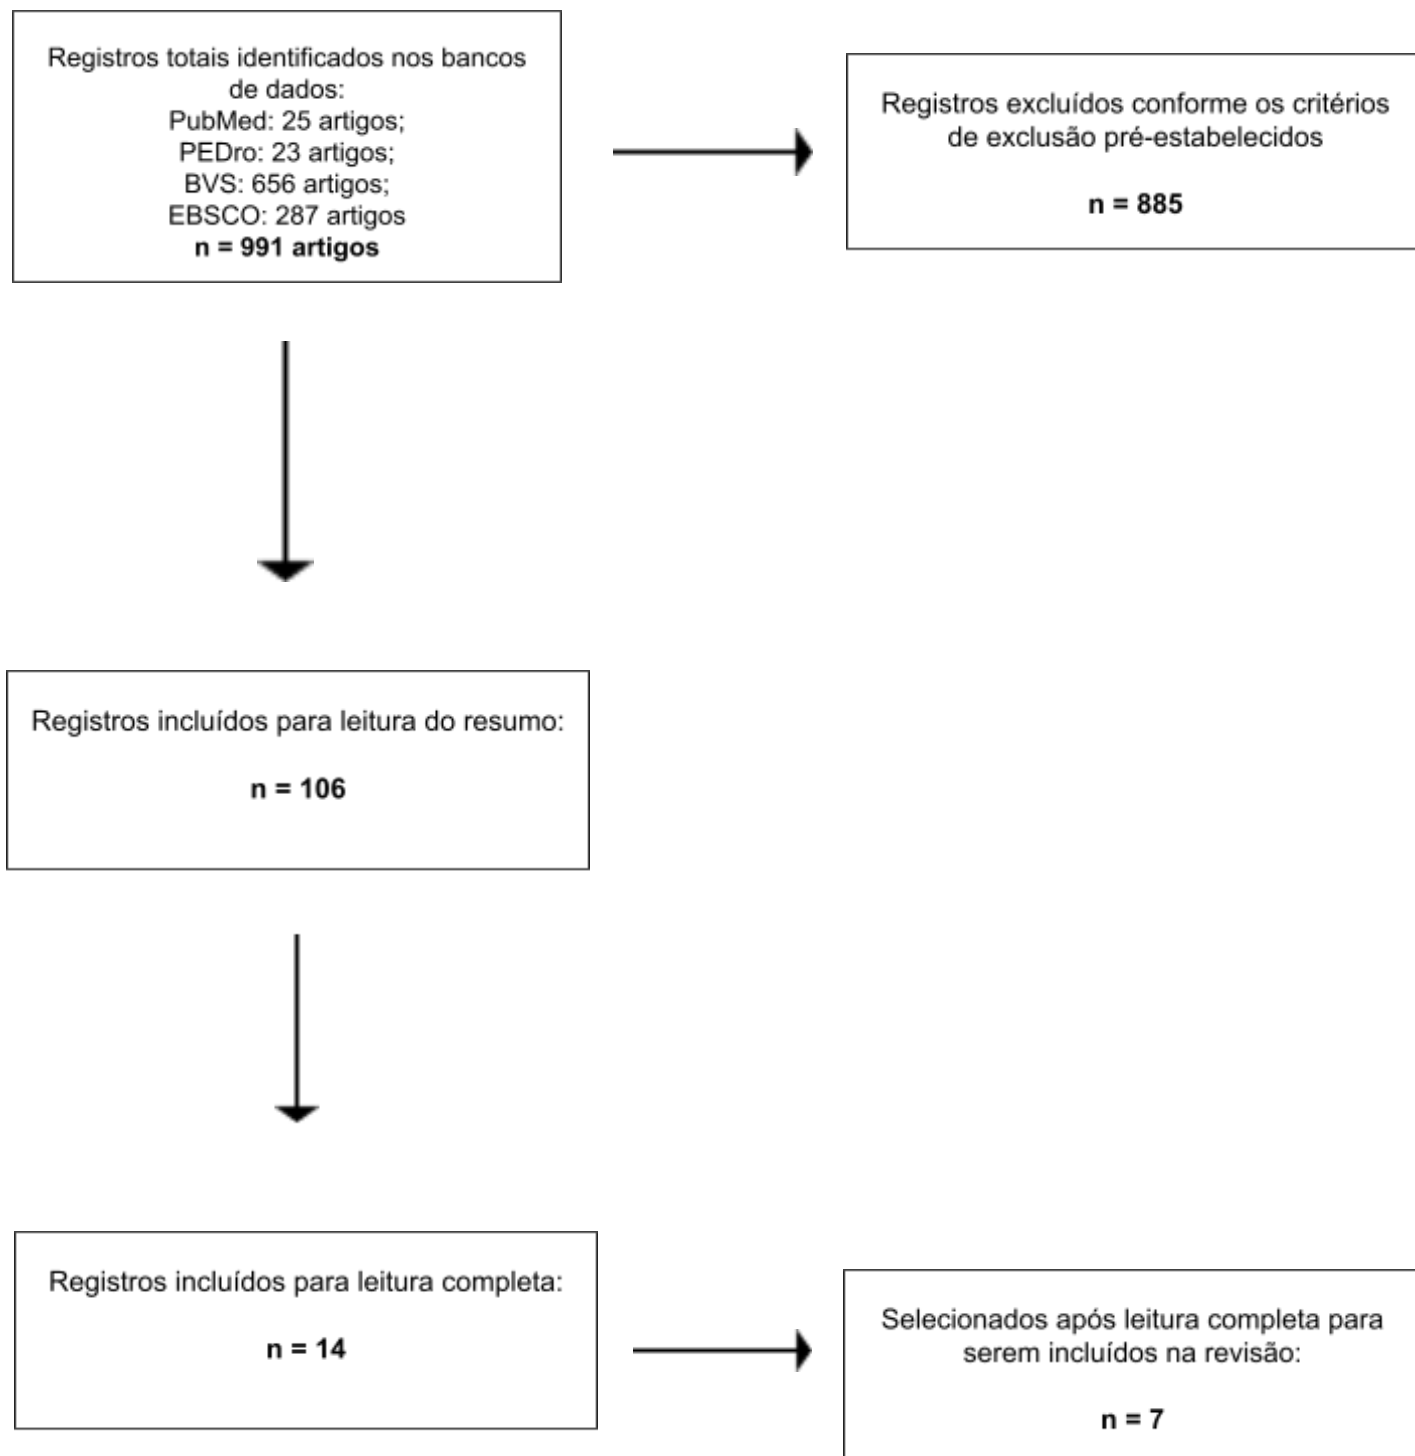 Registros totais identificados nos bancos
de dados:
PubMed: 25 artigos;
PEDro: 23 artigos;
BVS: 656 artigos;
EBSCO: 287 artigos
n = 991 artigos
Registros excluídos conforme os critérios
de exclusão pré-estabelecidos
n = 885
Registros incluídos para leitura do resumo:
n = 106
Registros incluídos para leitura completa:
n = 14
Selecionados após leitura completa para
serem incluídos na revisão:
n = 7